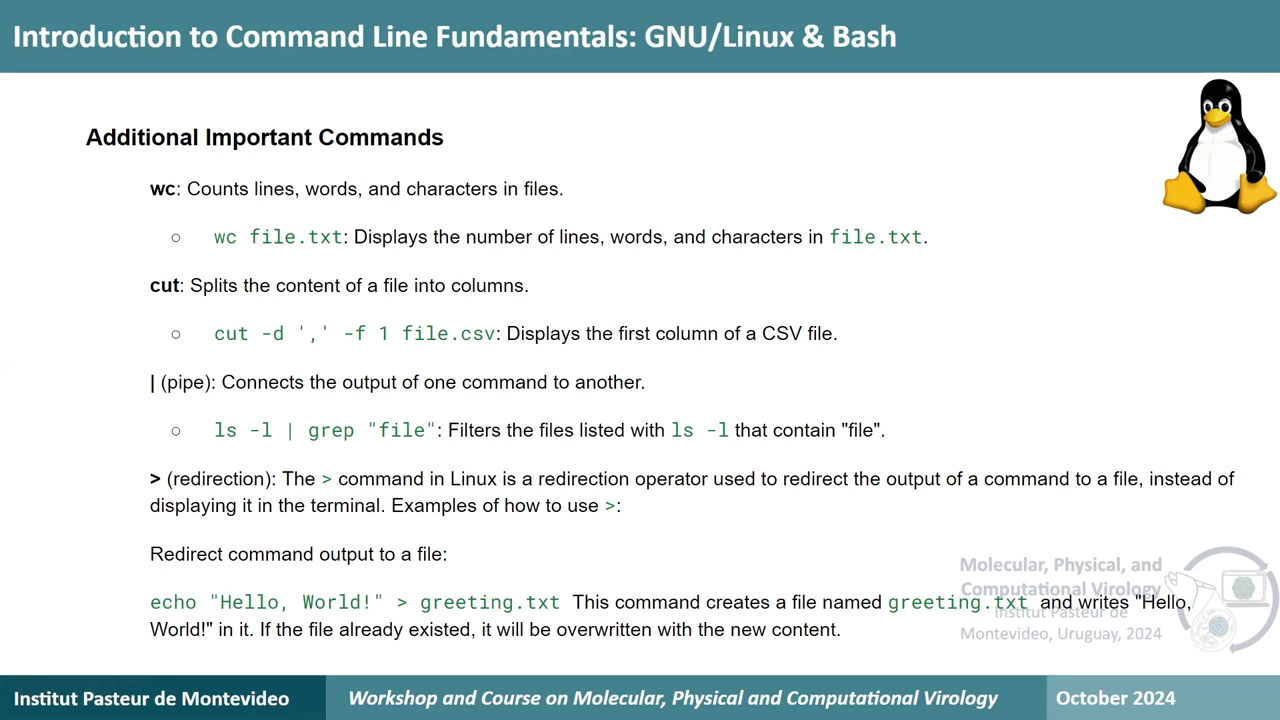 Introduction to Command Line Fundamentals: GNU/Linux & Bash
Additional Important Commands
wc: Counts lines, words, and characters in files.
○ wc file.txt: Displays the number of lines, words, and characters in file.txt.
cut: Splits the content of a file into columns.
○ cut -d ',' -f 1 file.csv: Displays the first column of a CSV file.
| (pipe): Connects the output of one command to another.
○ ls -l | grep "file": Filters the files listed with ls -l that contain "file".
> (redirection): The > command in Linux is a redirection operator used to redirect the output of a command to a file, instead of
displaying it in the terminal. Examples of how to use >:
Redirect command output to a file:
echo "Hello, World!" > greeting.txt This command creates a file named greeting.txt and writes "Hello,
World!" in it. If the file already existed, it will be overwritten with the new content.
Molecular, Physical, and
Computational Virology
Institut Pasteur de
Montevideo, Uruguay, 2024
Institut Pasteur de Montevideo
Workshop and Course on Molecular, Physical and Computational Virology
October 2024